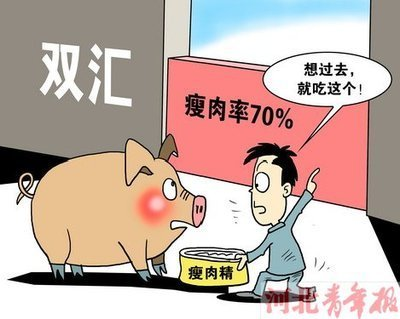 双汇
想过去，
就吃这个！
瘦肉率70%
瘦肉精
河北青年报